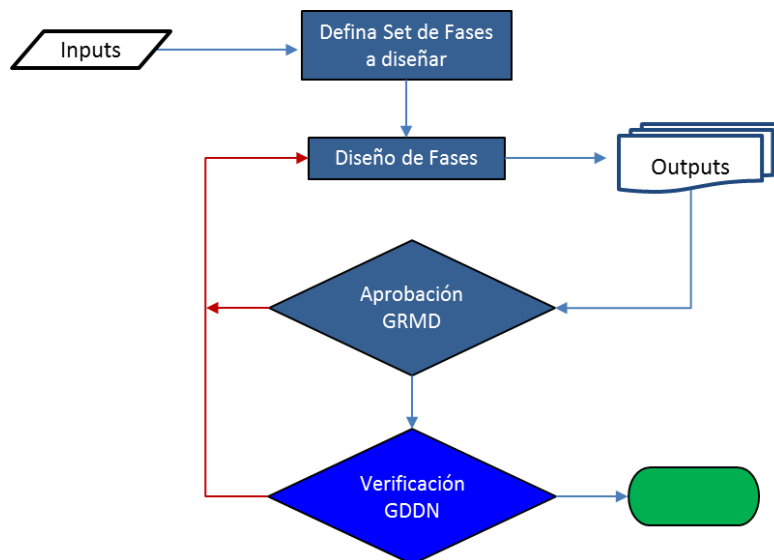 Inputs
Defina Set de Fases
a diseñar
Diseño de Fases
Outputs
Aprobación
GRMD
Verificación
GDDN